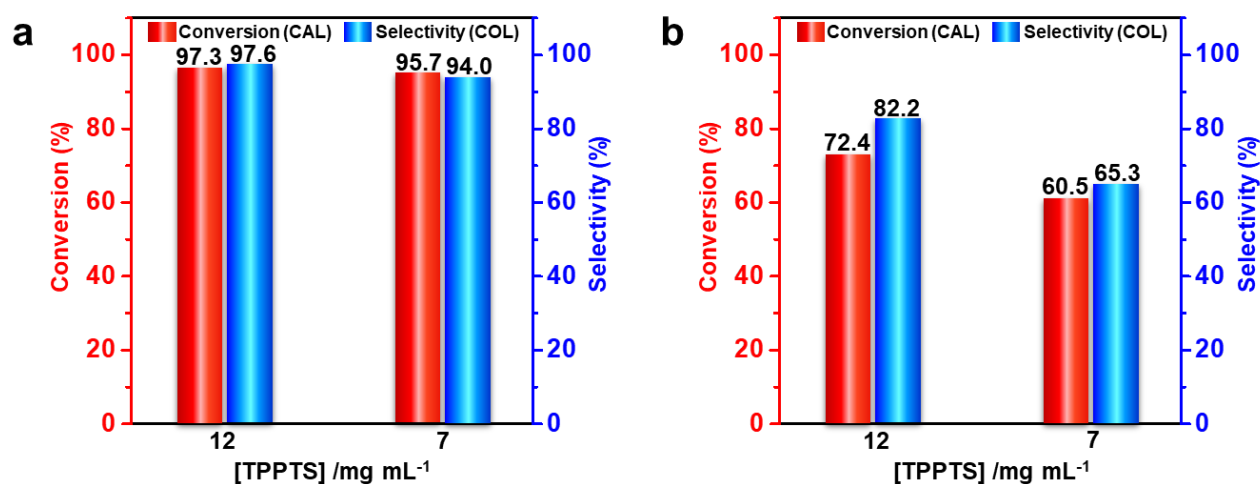 a
Conversion (CAL) Selectivity (COL)
100 97.3 97.6 95.7 94.0 100
80 80
60 60
40 40
20 20
0 0
Conversion (%)
Selectivity (%)
12 7
[TPPTS] /mg mL⁻¹
b
Conversion (CAL) Selectivity (COL)
100 100
80 72.4 82.2 80
60 60.5 65.3 60
40 40
20 20
0 0
Conversion (%)
Selectivity (%)
12 7
[TPPTS] /mg mL⁻¹